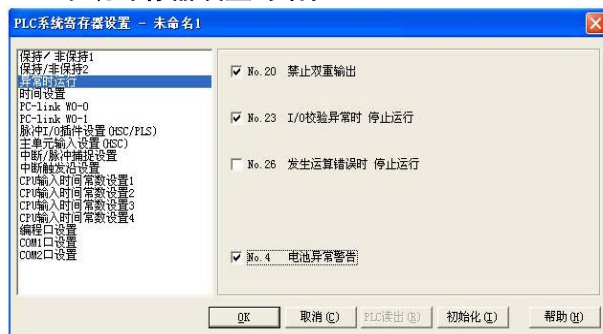 PLC系统寄存器设置 - 未命名1
保持/非保持1
保持/非保持2
异常时运行
时间设置
PC-link W0-0
PC-link W0-1
脉冲I/O插件设置(HSC/PLS)
主单元输入设置(HSC)
中断/脉冲捕捉设置
中断触发沿设置
CPU输入时间常数设置1
CPU输入时间常数设置2
CPU输入时间常数设置3
CPU输入时间常数设置4
编程口设置
COM1口设置
COM2口设置
No.20 禁止双重输出
No.23 I/O校验异常时 停止运行
No.26 发生运算错误时 停止运行
No.4 电池异常警告
OK 取消(C) PLC读出(R) 初始化(I) 帮助(H)